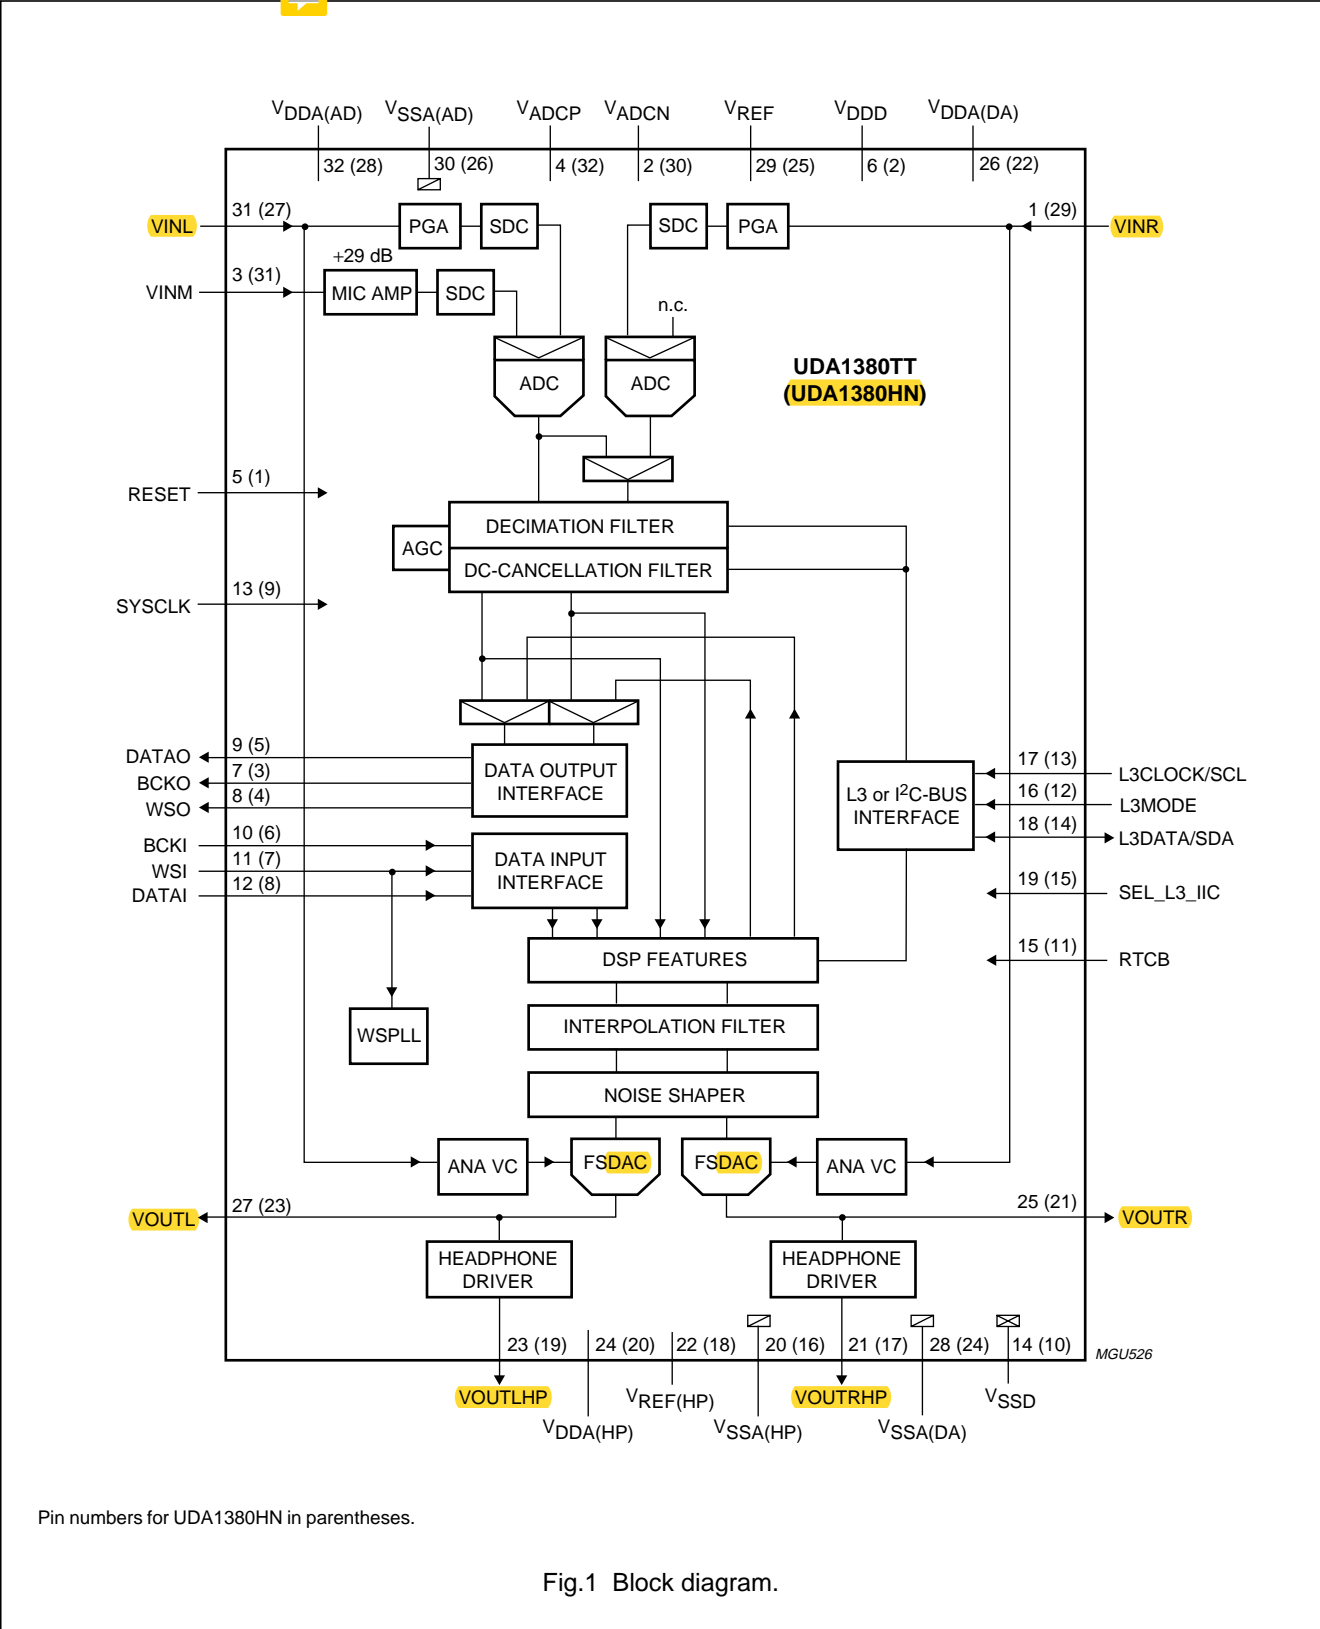 VDDA(AD) VSSA(AD) VADCP VADCN VREF VDDD VDDA(DA)
32 (28) 30 (26) 4 (32) 2 (30) 29 (25) 6 (2) 26 (22)
31 (27) 1 (29)
VINL PGA SDC SDC PGA VINR
+29 dB
3 (31)
VINM MIC AMP SDC
n.c.
UDA1380TT
(UDA1380HN)
ADC ADC
5 (1)
RESET
DECIMATION FILTER
AGC
DC-CANCELLATION FILTER
13 (9)
SYSCLK
9 (5)
DATAO
7 (3)
BCKO
8 (4)
WSO
DATA OUTPUT
INTERFACE
17 (13)
L3CLOCK/SCL
16 (12)
L3MODE
18 (14)
L3DATA/SDA
L3 or I2C-BUS
INTERFACE
10 (6)
BCKI
11 (7)
WSI
12 (8)
DATAI
DATA INPUT
INTERFACE
19 (15)
SEL_L3_IIC
15 (11)
RTCB
DSP FEATURES
INTERPOLATION FILTER
WSPLL
NOISE SHAPER
ANA VC FSDAC FSDAC ANA VC
27 (23) 25 (21)
VOUTL VOUTR
HEADPHONE
DRIVER
HEADPHONE
DRIVER
23 (19) 24 (20) 22 (18) 20 (16) 21 (17) 28 (24) 14 (10)
MGU526
VOUTLHP VREF(HP) VOUTRHP VSSD
VDDA(HP) VSSA(HP) VSSA(DA)
Pin numbers for UDA1380HN in parentheses.
Fig.1 Block diagram.